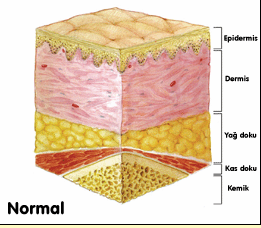 Epidermis
Dermis
Yağ doku
Kas doku
Kemik
Normal